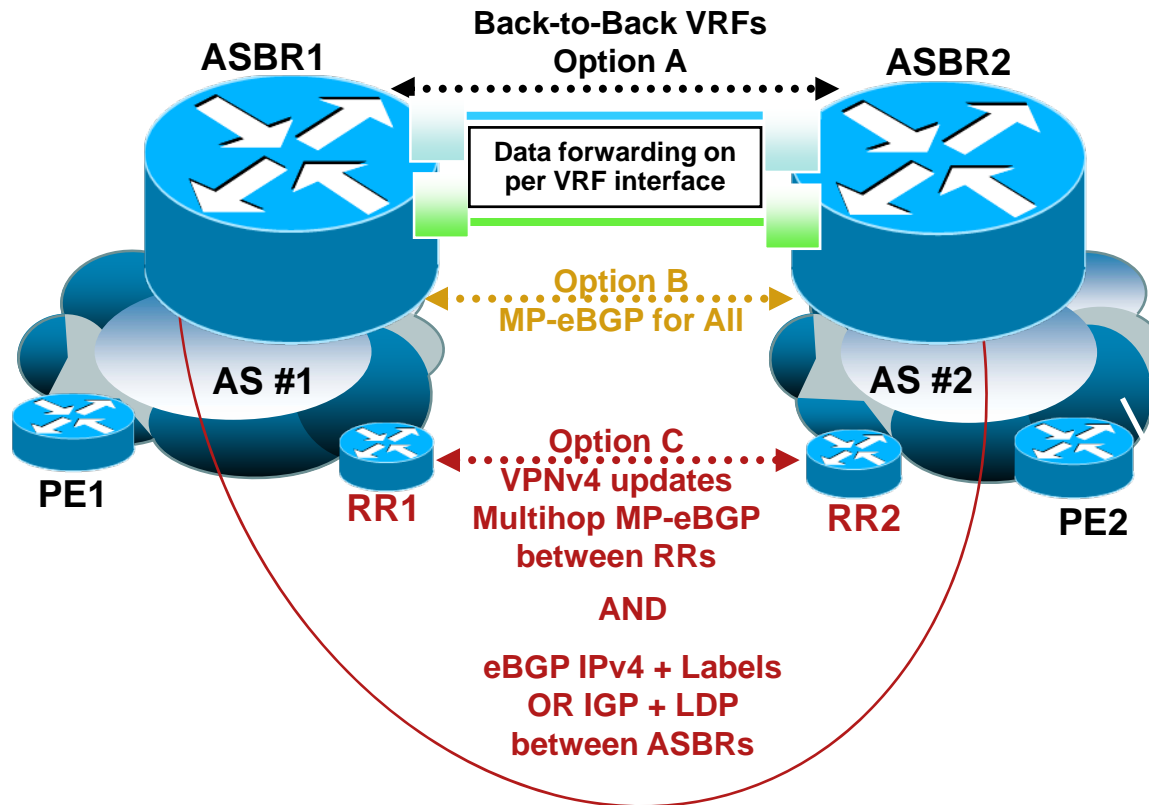 Back-to-Back VRFs
Option A
ASBR1
ASBR2
Data forwarding on
per VRF interface
Option B
MP-eBGP for All
AS #1
AS #2
PE1
RR1
Option C
VPNv4 updates
Multihop MP-eBGP
between RRs
RR2
PE2
AND
eBGP IPv4 + Labels
OR IGP + LDP
between ASBRs